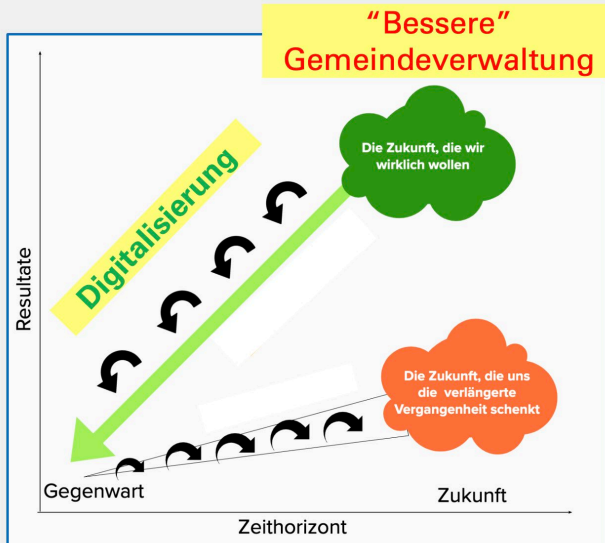 “Bessere”
Gemeindeverwaltung
Die Zukunft, die wir
wirklich wollen
Digitalisierung
Resultate
Die Zukunft, die uns
die verlängerte
Vergangenheit schenkt
Gegenwart
Zukunft
Zeithorizont